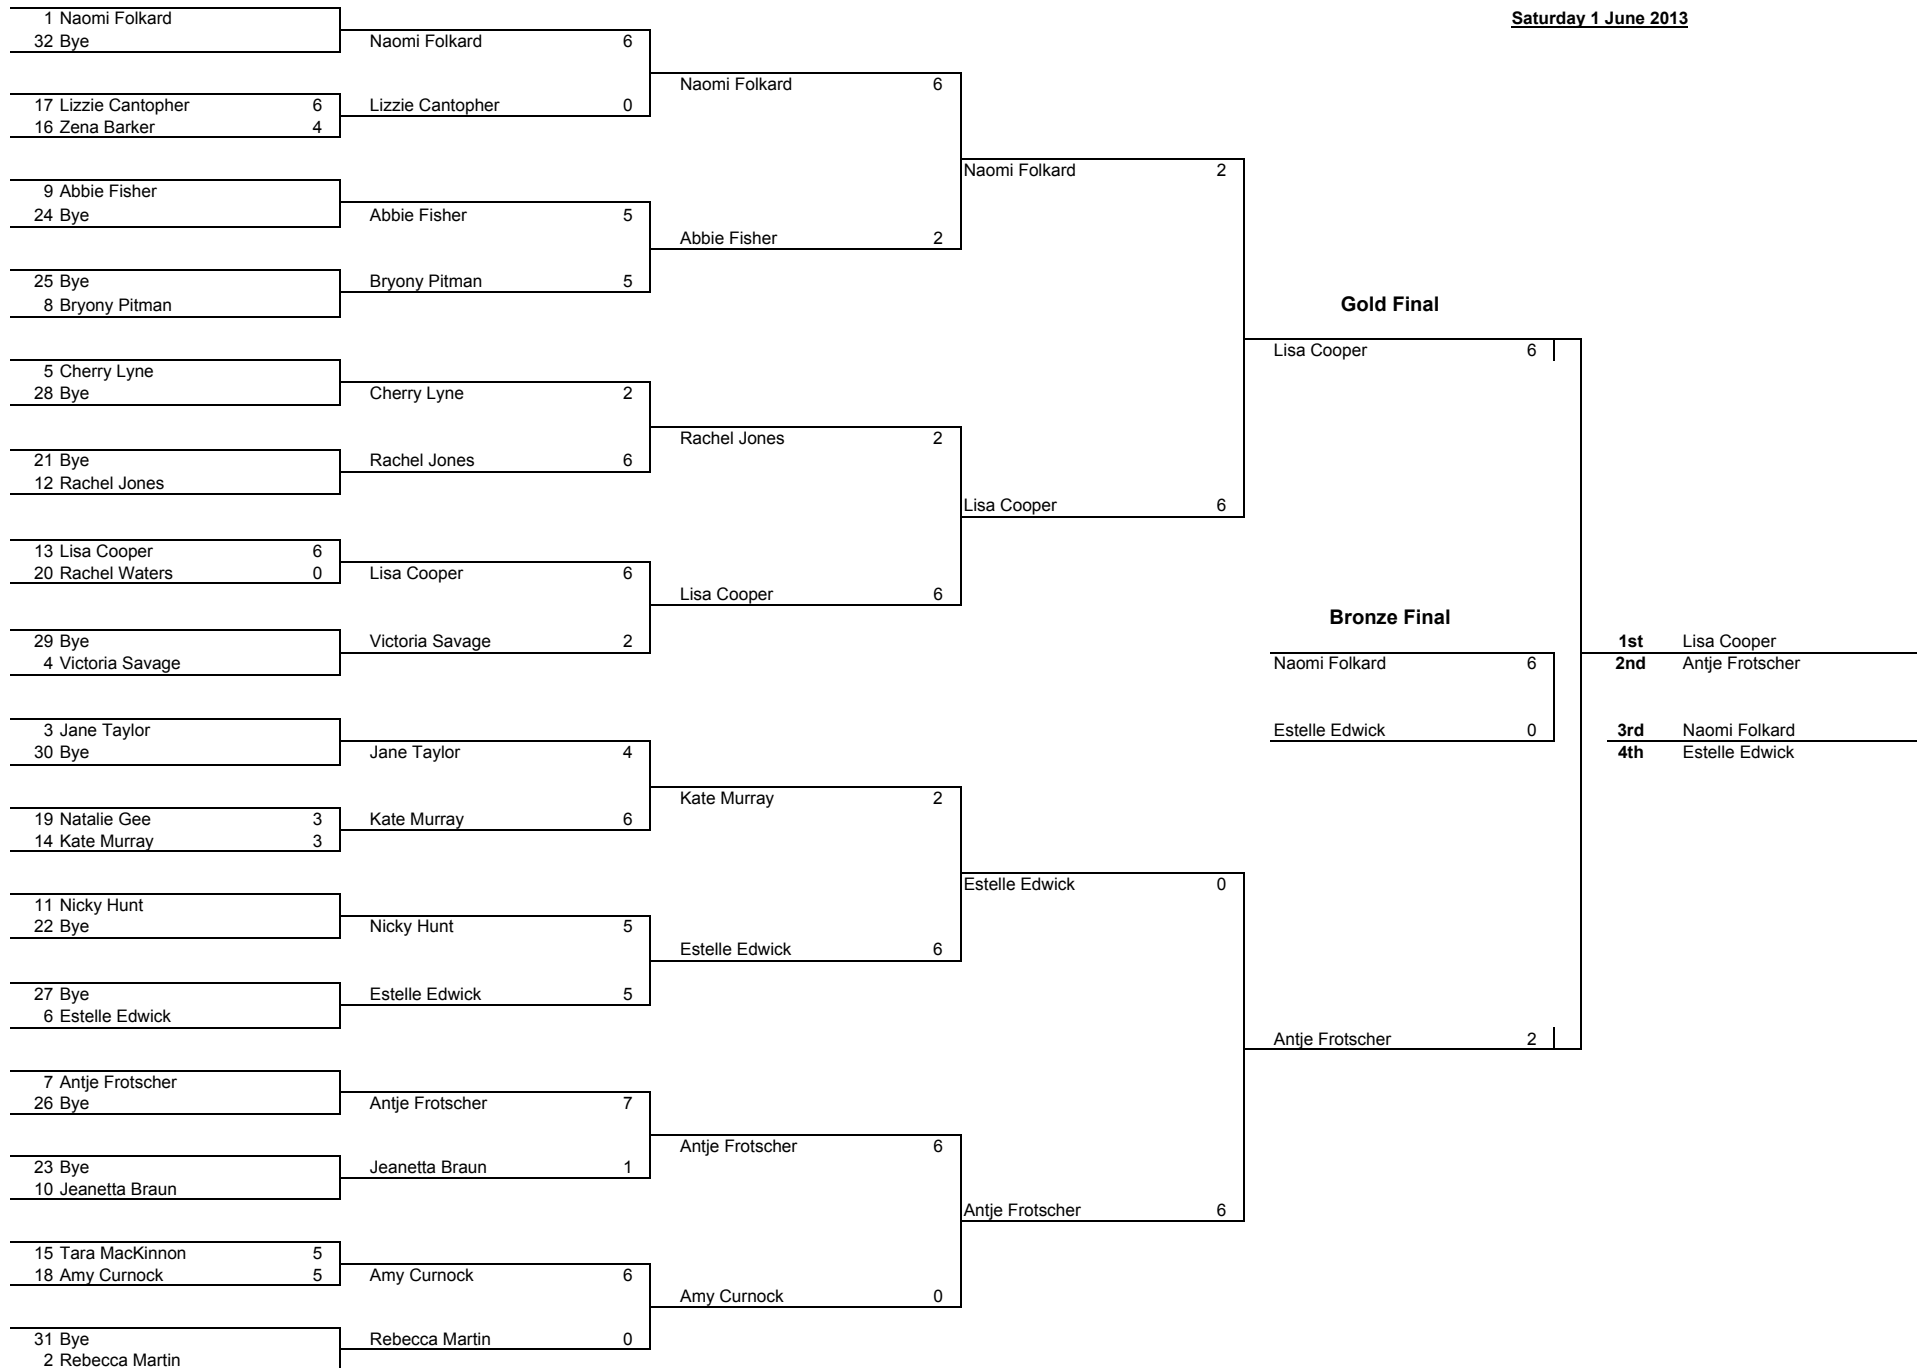 Saturday 1 June 2013
1 Naomi Folkard
32 Bye
17 Lizzie Cantopher 6
16 Zena Barker 4
9 Abbie Fisher
24 Bye
25 Bye
8 Bryony Pitman
5 Cherry Lyne
28 Bye
21 Bye
12 Rachel Jones
13 Lisa Cooper 6
20 Rachel Waters 0
29 Bye
4 Victoria Savage
3 Jane Taylor
30 Bye
19 Natalie Gee 3
14 Kate Murray 3
11 Nicky Hunt
22 Bye
27 Bye
6 Estelle Edwick
7 Antje Frotscher
26 Bye
23 Bye
10 Jeanetta Braun
15 Tara MacKinnon 5
18 Amy Curnock 5
31 Bye
2 Rebecca Martin
Naomi Folkard 6
Lizzie Cantopher 0
Abbie Fisher 5
Bryony Pitman 5
Cherry Lyne 2
Rachel Jones 6
Lisa Cooper 6
Victoria Savage 2
Jane Taylor 4
Kate Murray 6
Nicky Hunt 5
Estelle Edwick 5
Antje Frotscher 7
Jeanetta Braun 1
Amy Curnock 6
Rebecca Martin 0
Naomi Folkard 6
Abbie Fisher 2
Rachel Jones 2
Lisa Cooper 6
Kate Murray 2
Estelle Edwick 6
Antje Frotscher 6
Amy Curnock 0
Naomi Folkard 2
Lisa Cooper 6
Estelle Edwick 0
Antje Frotscher 6
Gold Final
Lisa Cooper 6
Antje Frotscher 2
Bronze Final
Naomi Folkard 6
Estelle Edwick 0
1st Lisa Cooper
2nd Antje Frotscher
3rd Naomi Folkard
4th Estelle Edwick